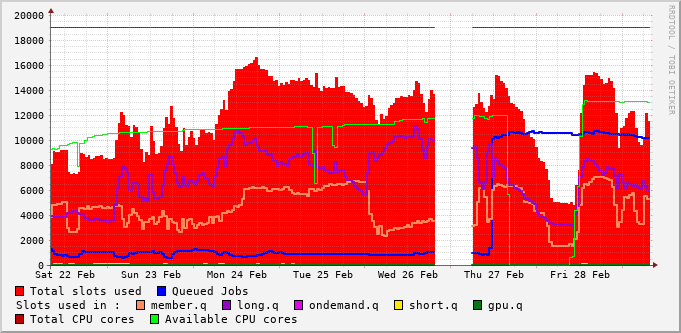 20000
18000
16000
14000
12000
10000
8000
6000
4000
2000
0
Sat 22 Feb Sun 23 Feb Mon 24 Feb Tue 25 Feb Wed 26 Feb Thu 27 Feb Fri 28 Feb
Total slots used Queued Jobs
Slots used in : member.q long.q ondemand.q short.q gpu.q
Total CPU cores Available CPU cores
RRDTOOL / TOBI OETIKER